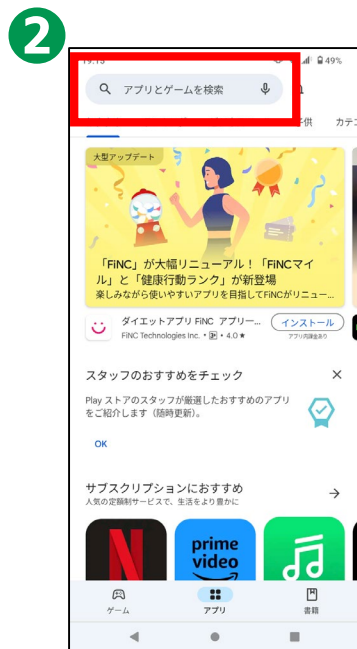 2
49%
アプリとゲームを検索
供 カテ
大型アップデート
「FiNC」が大幅リニューアル！「FiNCマイ
ル」と「健康行動ランク」が新登場
楽しみながら使いやすいアプリを目指してFiNCがリニュー...
ダイエットアプリ FiNC アプリー...
インストール
FiNC Technologies Inc. • • 4.0★
アプリ内課金あり
スタッフのおすすめをチェック
Play ストアのスタッフが厳選したおすすめのアプリ
をご紹介します（随時更新）。
OK
サブスクリプションにおすすめ
人気の定額制サービスで、生活をより豊かに
N
prime
video
ゲーム
アプリ
書籍